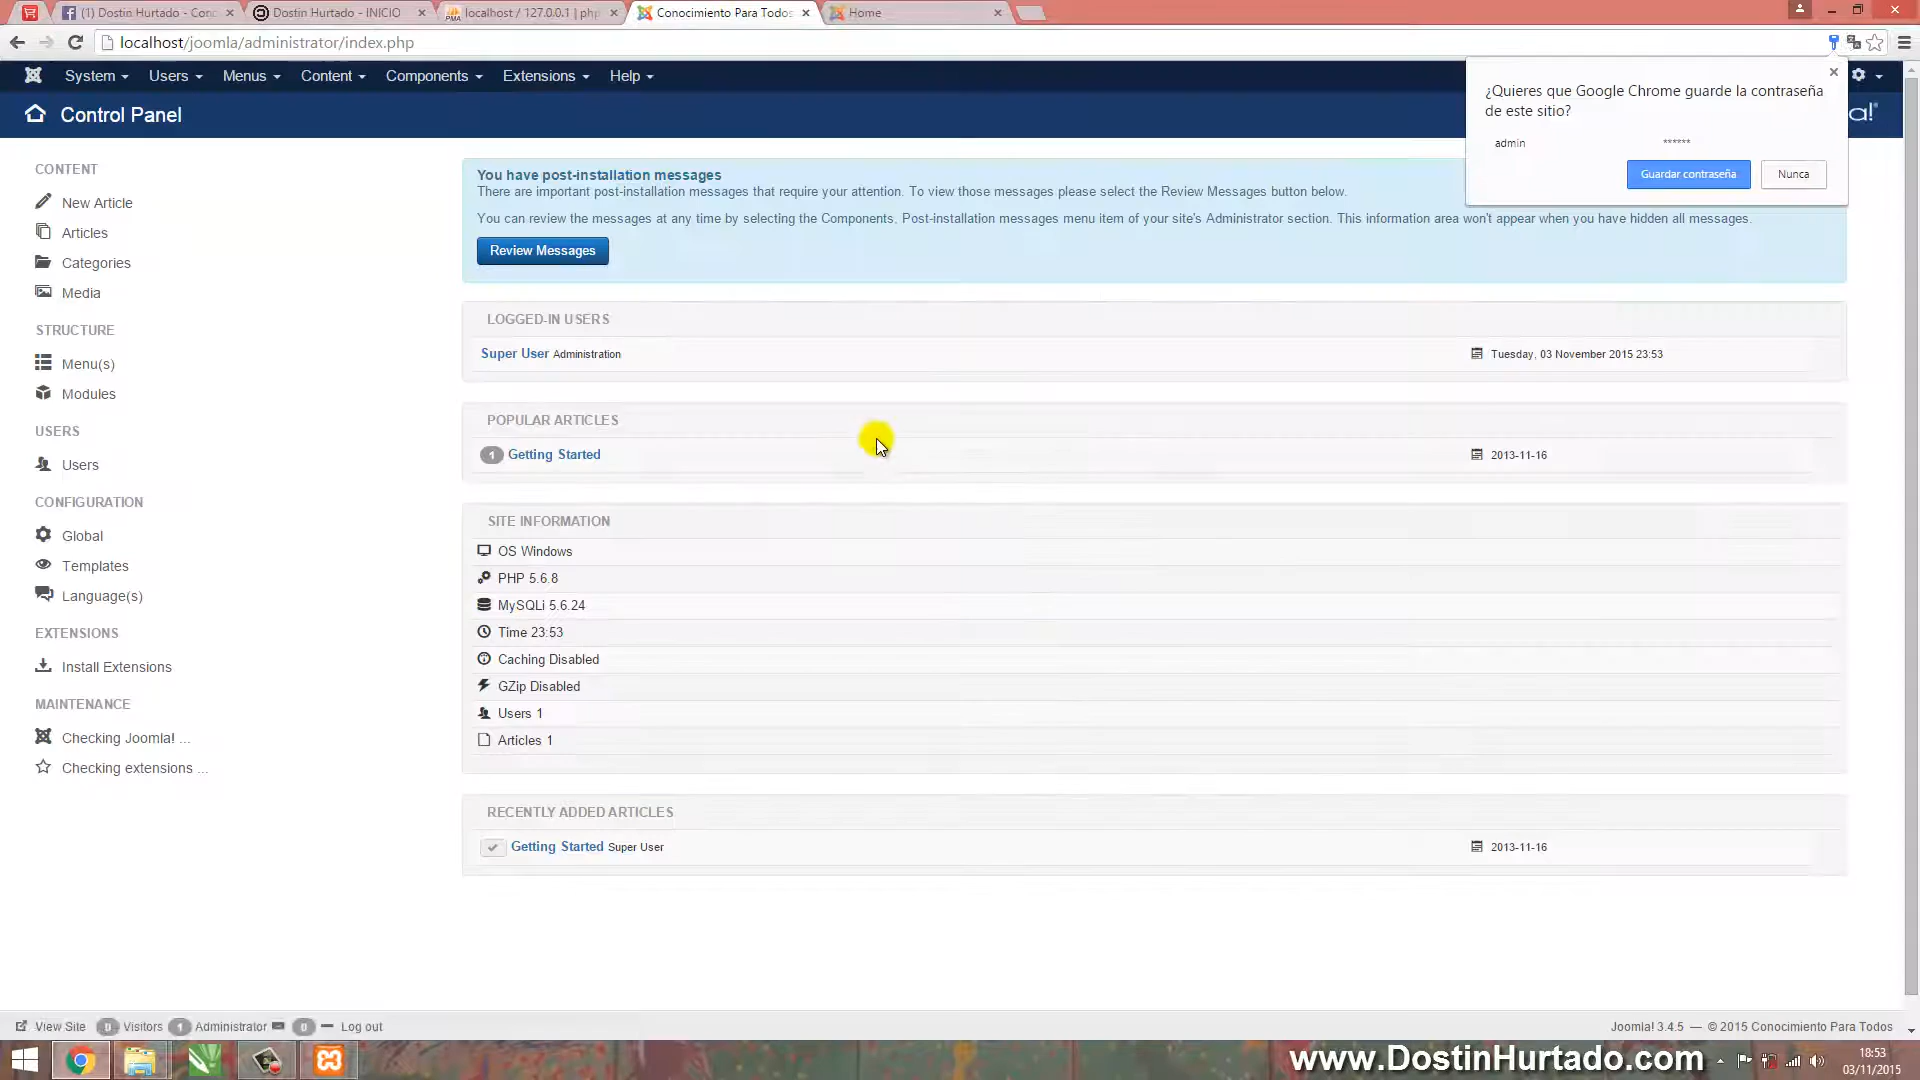 (1) Dostin Hurtado - Con
Dostin Hurtado - INICIO
localhost / 127.0.0.1 | php
Conocimiento Para Todos
Home
localhost/joomla/administrator/index.php
System
Users
Menus
Content
Components
Extensions
Help
Control Panel
¿Quieres que Google Chrome guarde la contraseña
de este sitio?
admin
******
Guardar contraseña
Nunca
CONTENT
New Article
Articles
Categories
Media
STRUCTURE
Menu(s)
Modules
USERS
Users
CONFIGURATION
Global
Templates
Language(s)
EXTENSIONS
Install Extensions
MAINTENANCE
Checking Joomla! ...
Checking extensions ...
You have post-installation messages
There are important post-installation messages that require your attention. To view those messages please select the Review Messages button below.
You can review the messages at any time by selecting the Components, Post-installation messages menu item of your site's Administrator section. This information area won't appear when you have hidden all messages.
Review Messages
LOGGED-IN USERS
Super User Administration
Tuesday, 03 November 2015 23:53
POPULAR ARTICLES
1 Getting Started
2013-11-16
SITE INFORMATION
OS Windows
PHP 5.6.8
MySQLi 5.6.24
Time 23:53
Caching Disabled
GZip Disabled
Users 1
Articles 1
RECENTLY ADDED ARTICLES
Getting Started Super User
2013-11-16
View Site
0 Visitors
1 Administrator
0
Log out
Joomla! 3.4.5 — © 2015 Conocimiento Para Todos
www.DostinHurtado.com
18:53
03/11/2015